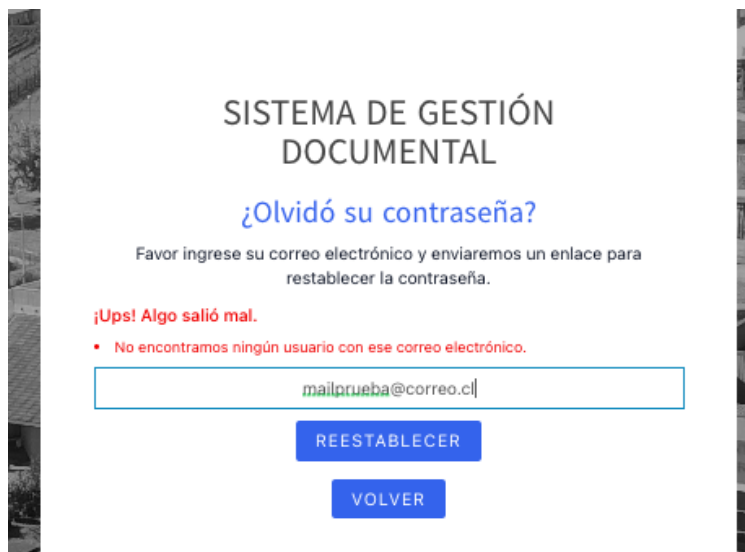 SISTEMA DE GESTIÓN
DOCUMENTAL
¿Olvidó su contraseña?
Favor ingrese su correo electrónico y enviaremos un enlace para
restablecer la contraseña.
¡Ups! Algo salió mal.
• No encontramos ningún usuario con ese correo electrónico.
mailprueba@correo.cl
REESTABLECER
VOLVER